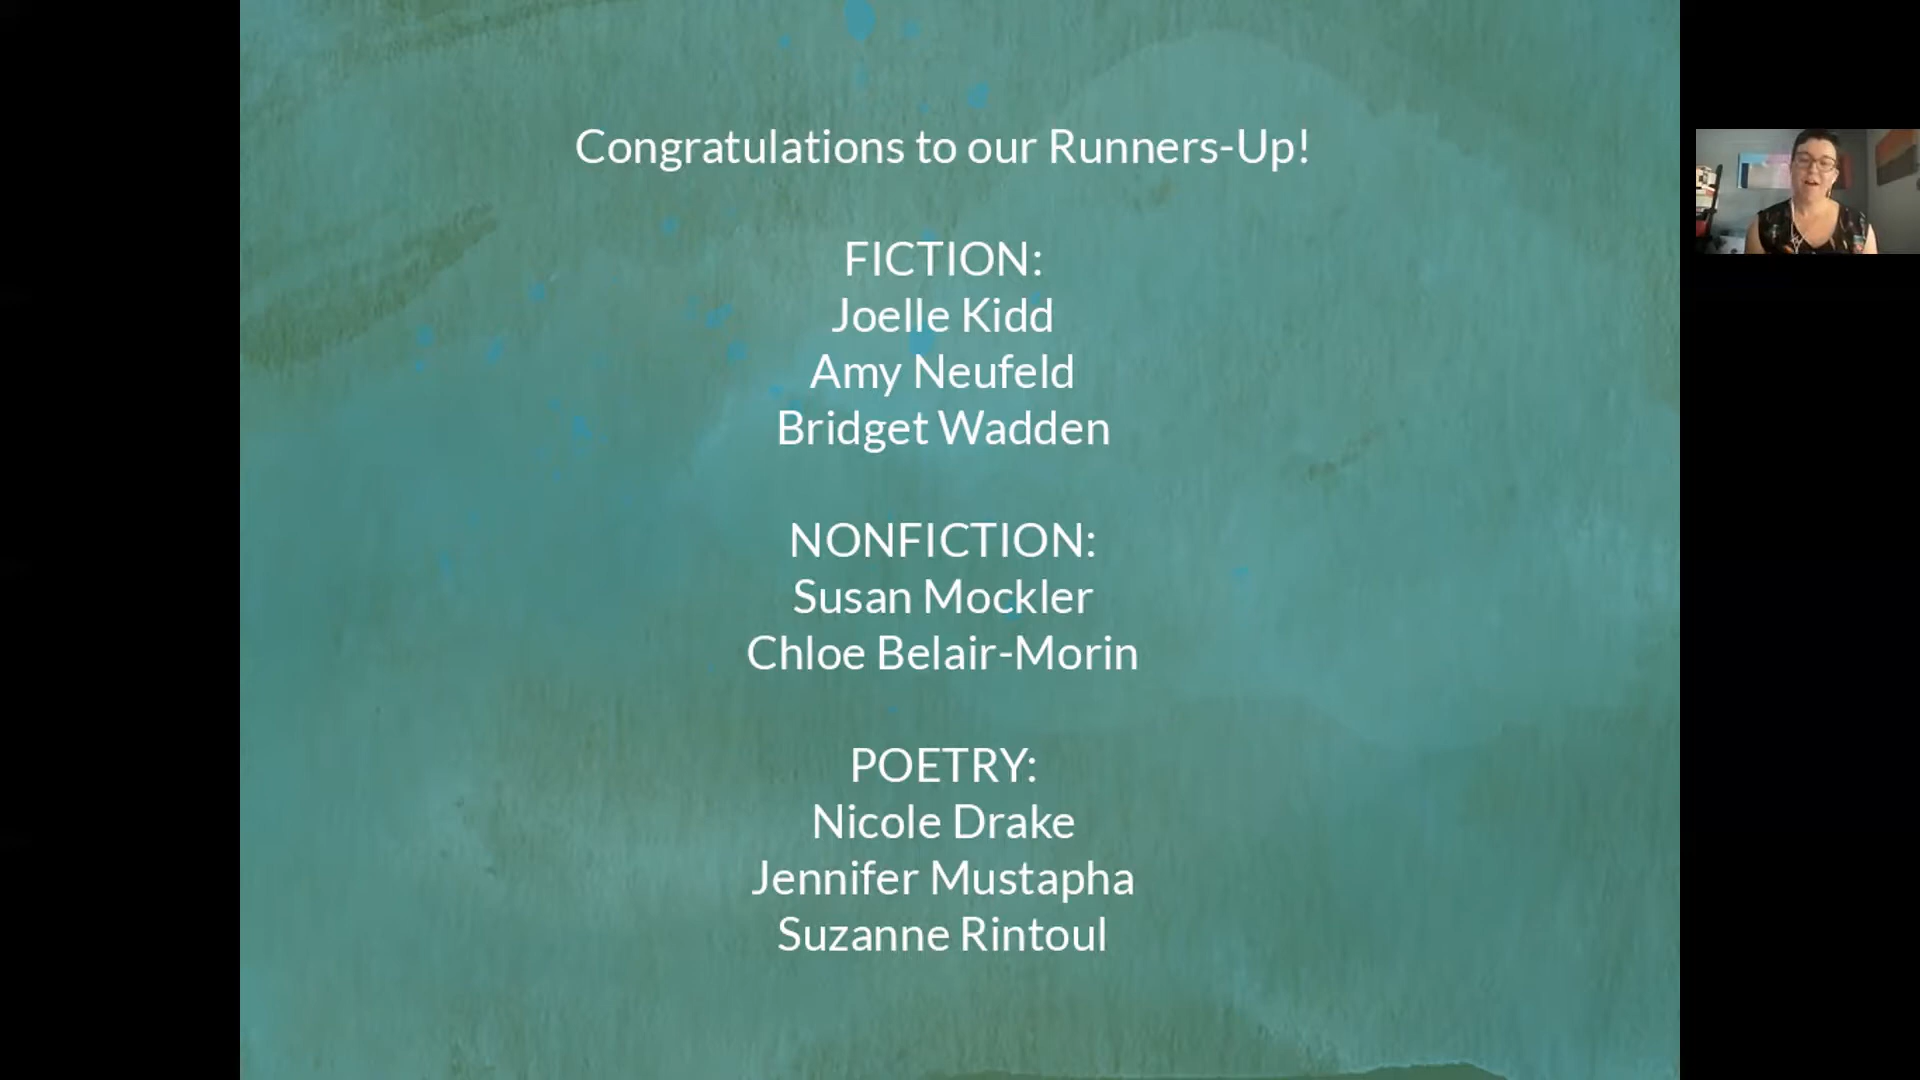 Congratulations to our Runners-Up!
FICTION:
Joelle Kidd
Amy Neufeld
Bridget Wadden
NONFICTION:
Susan Mockler
Chloe Belair-Morin
POETRY:
Nicole Drake
Jennifer Mustapha
Suzanne Rintoul